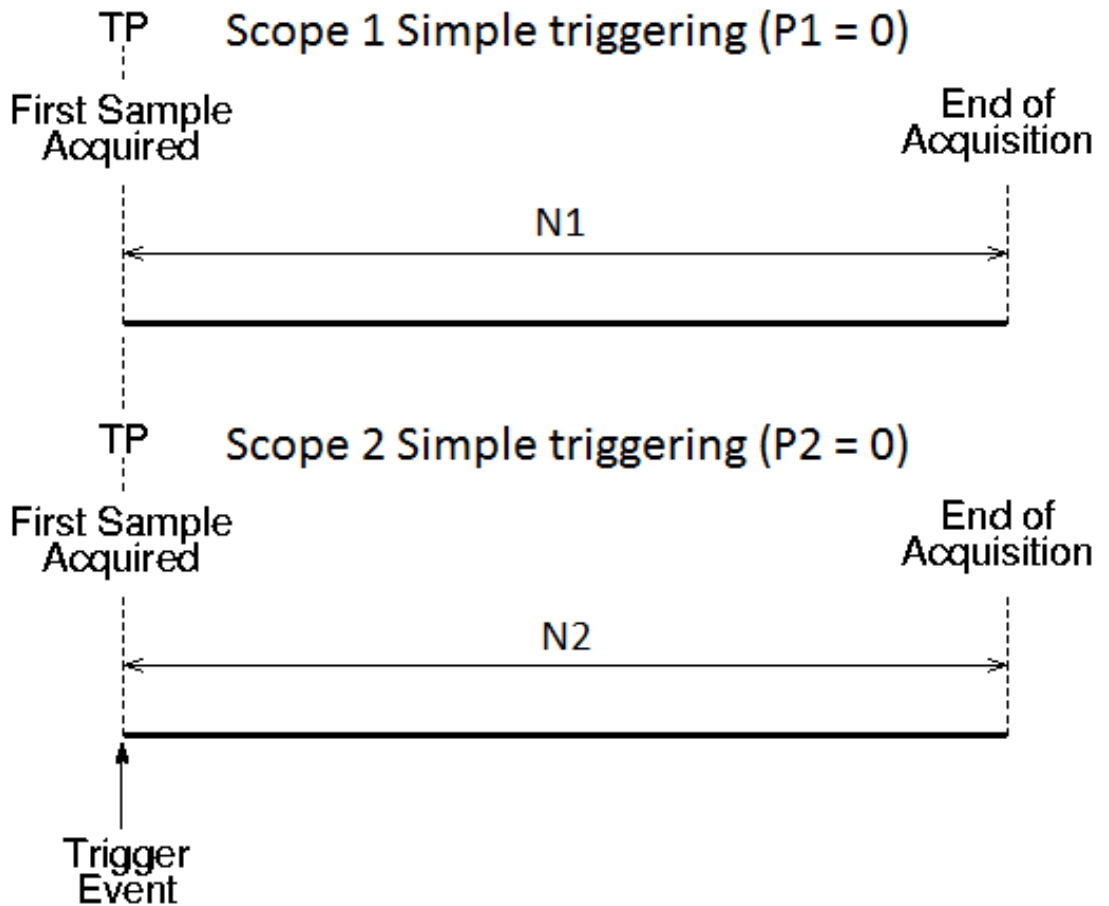 TP Scope 1 Simple triggering (P1 = 0)
First Sample
Acquired
End of
Acquisition
N1
TP Scope 2 Simple triggering (P2 = 0)
First Sample
Acquired
End of
Acquisition
N2
Trigger
Event